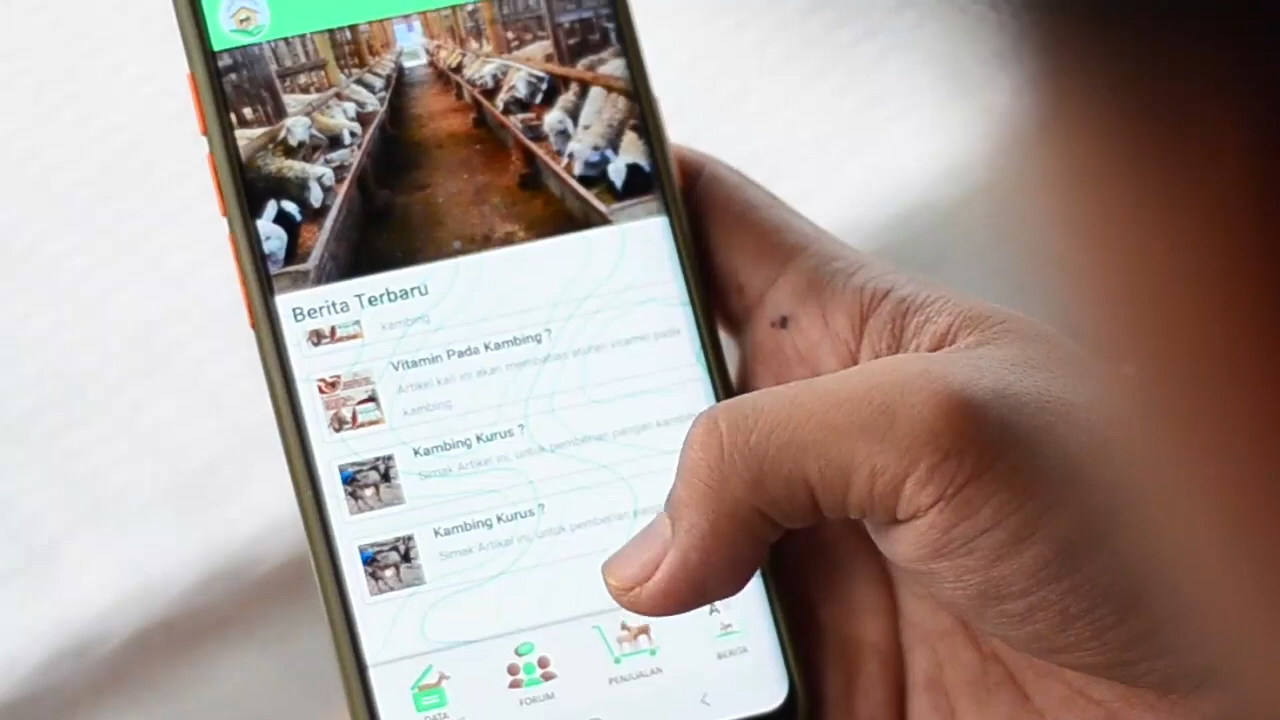 Berita Terbaru
kambing
Vitamin Pada Kambing ?
Artikel kali ini akan membahas aturan vitamin pada
kambing
Kambing Kurus ?
Simak Artikel ini, untuk pemberian pangan kambing
Kambing Kurus ?
Simak Artikel ini, untuk pemberian
DATA
FORUM
PENJUALAN
BERITA